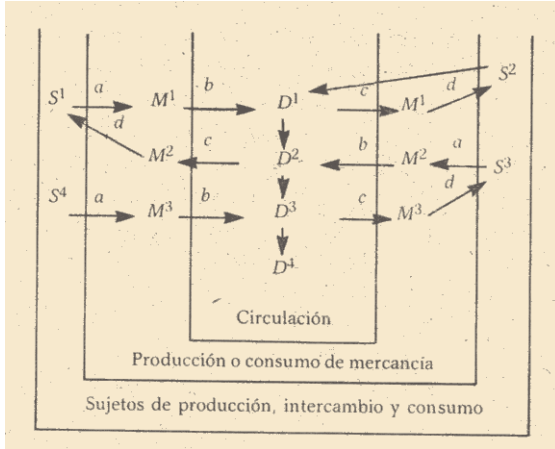 S²
a b c d
S¹ M¹ D¹ M¹
d c b a
M² D² M² S³
S⁴ a b c d
M³ D³ M³
D⁴
Circulación
Producción o consumo de mercancía
Sujetos de producción, intercambio y consumo